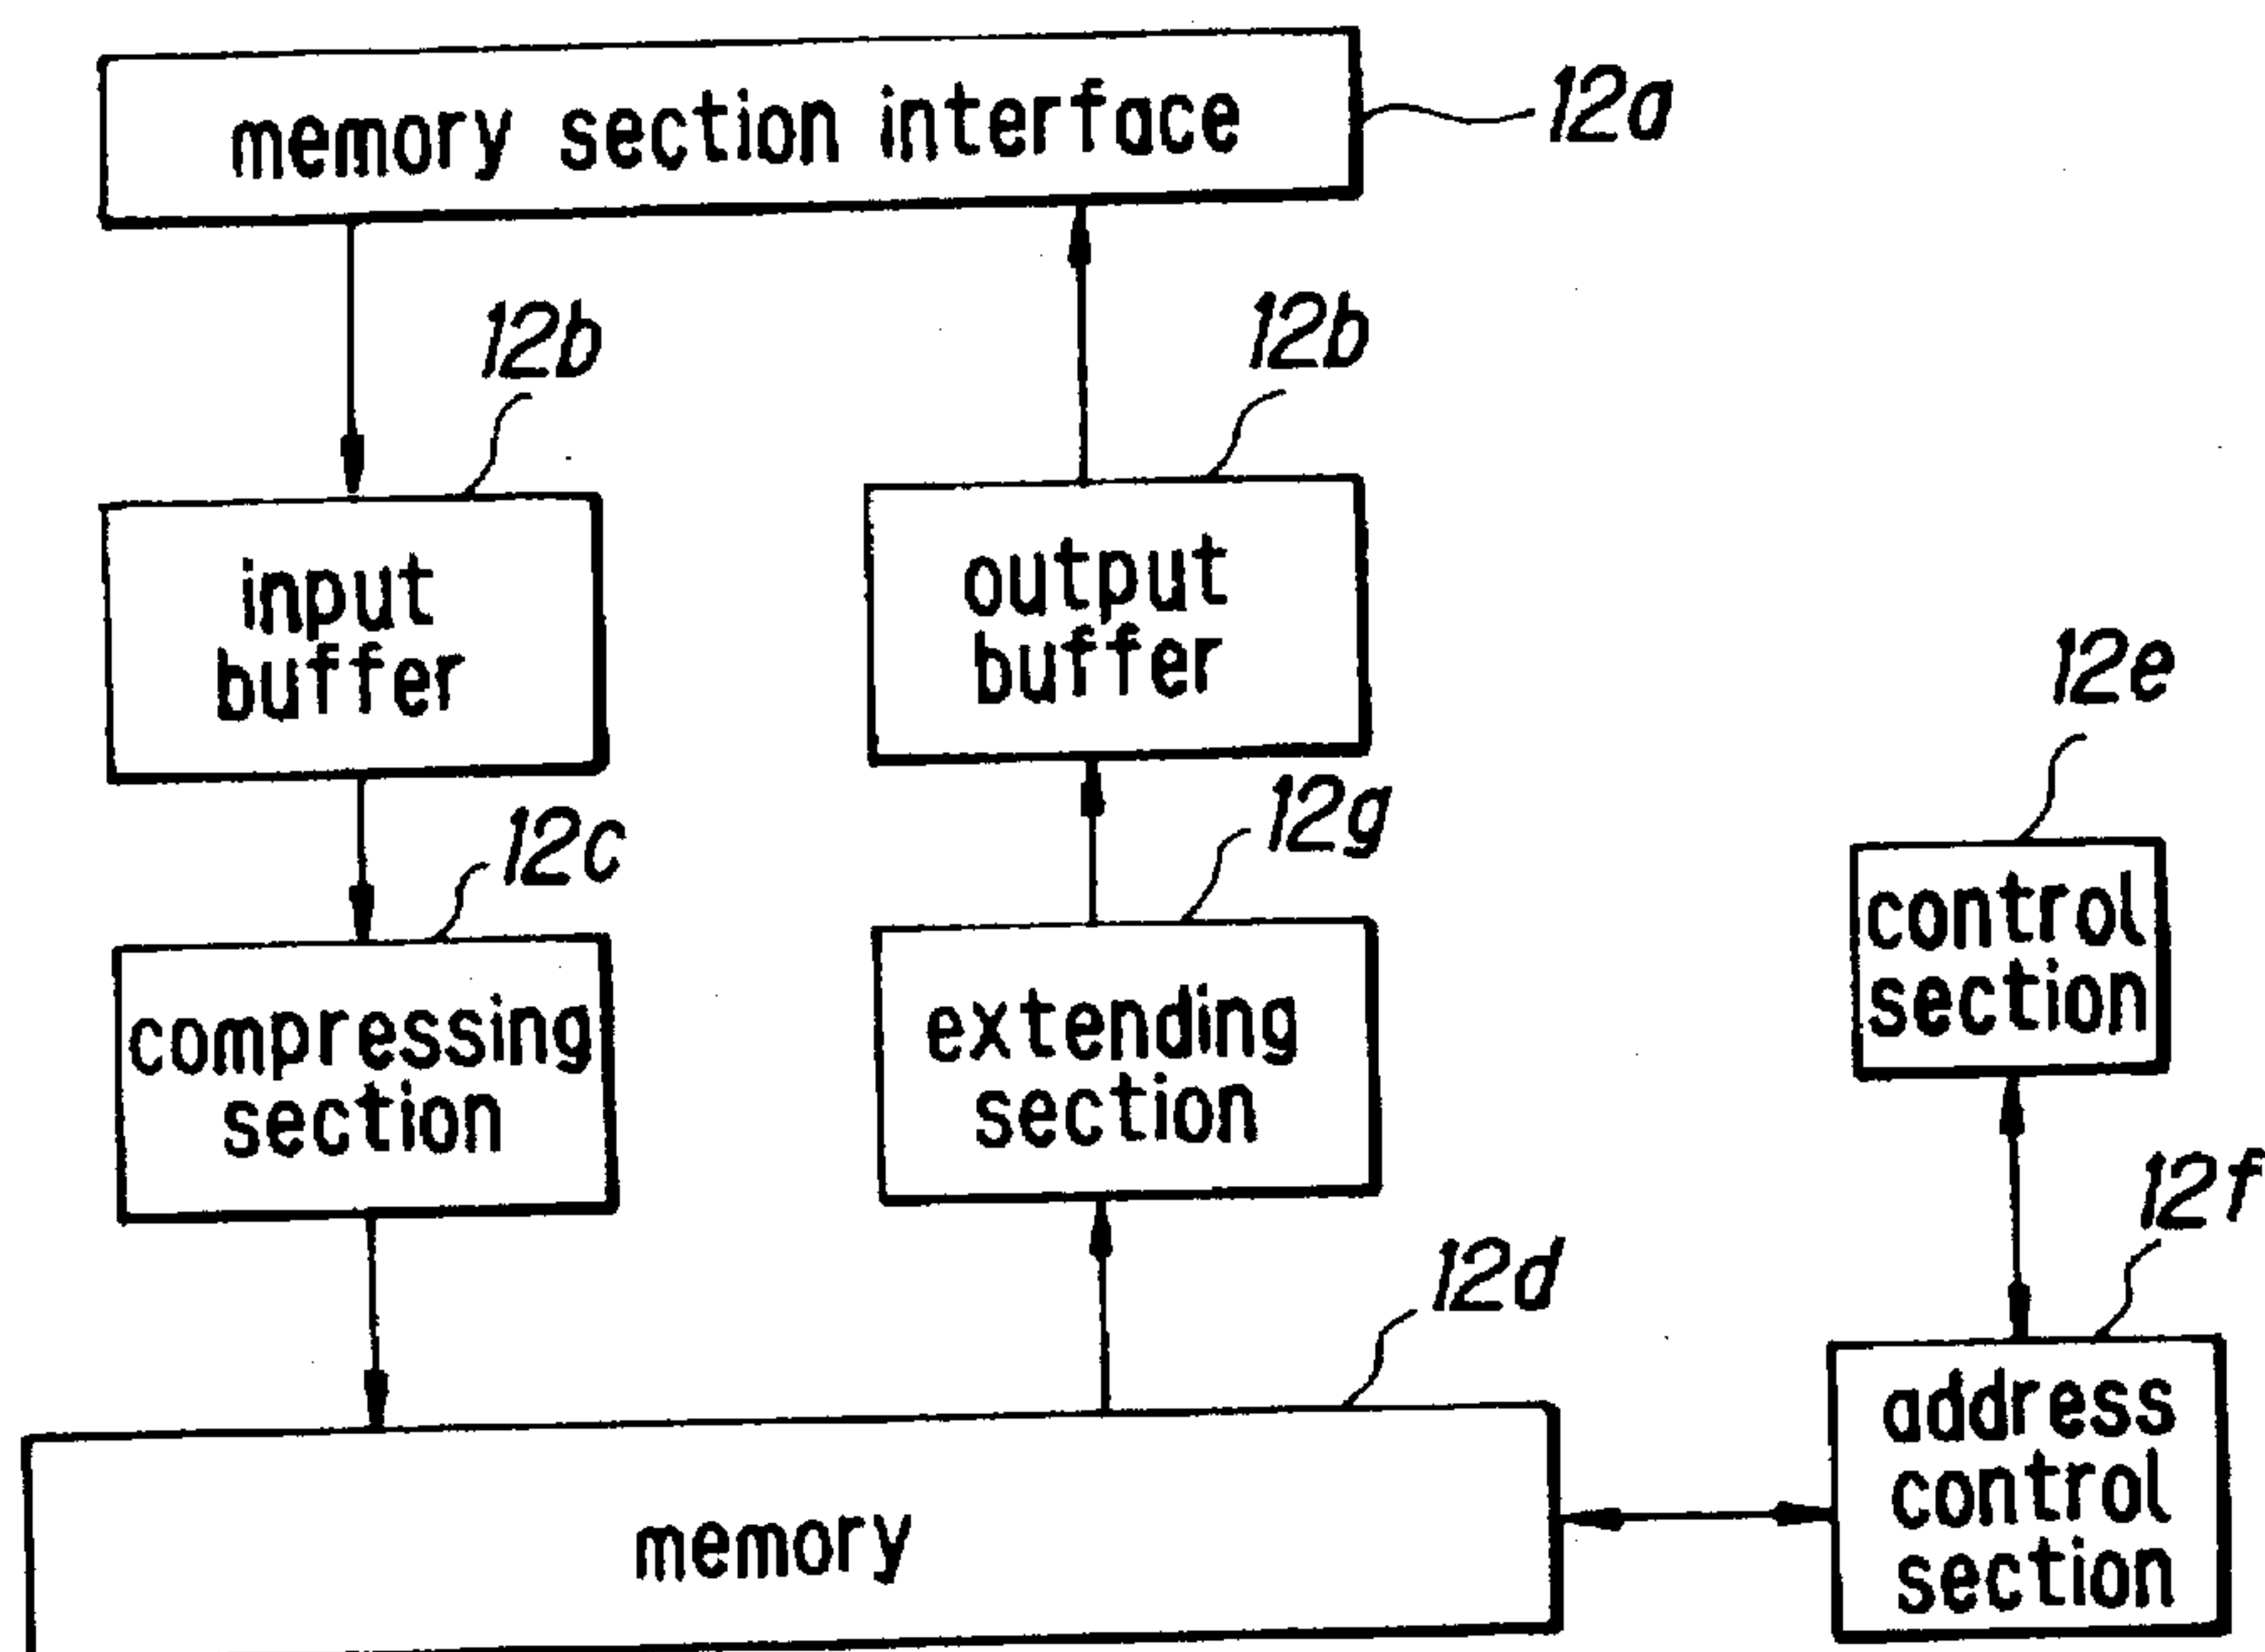 memory section interface
12a
12b
12b
input
buffer
output
buffer
12e
12c
12g
control
section
compressing
section
extending
section
12f
12d
address
control
section
memory